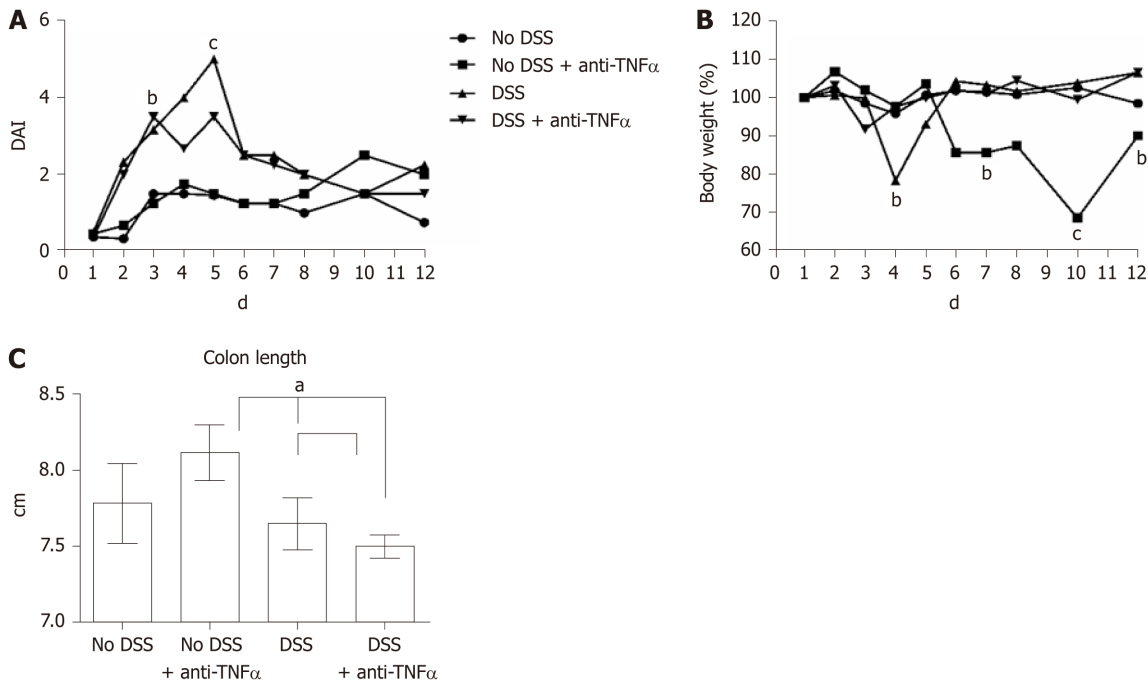 A
6
4
2
0
DAI
b
c
0 1 2 3 4 5 6 7 8 9 10 11 12
d
No DSS
No DSS + anti-TNFα
DSS
DSS + anti-TNFα
B
120
110
100
90
80
70
60
Body weight (%)
b
b
c
b
0 1 2 3 4 5 6 7 8 9 10 11 12
d
C
Colon length
a
8.5
8.0
7.5
7.0
cm
No DSS
No DSS
+ anti-TNFα
DSS
DSS
+ anti-TNFα